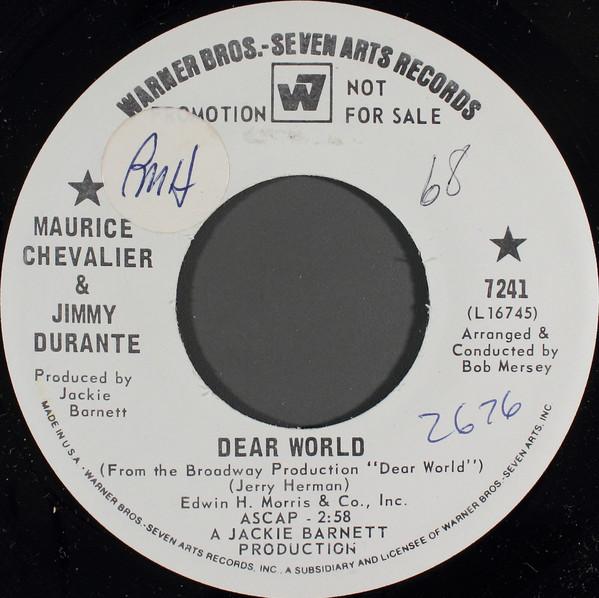 WARNER BROS.-SEVEN ARTS RECORDS
PROMOTION NOT FOR SALE
W7
RMH
68
MAURICE
CHEVALIER
&
JIMMY
DURANTE
Produced by
Jackie
Barnett
7241
(L16745)
Arranged &
Conducted by
Bob Mersey
2676
DEAR WORLD
(From the Broadway Production "Dear World")
(Jerry Herman)
Edwin H. Morris & Co., Inc.
ASCAP - 2:58
A JACKIE BARNETT
PRODUCTION
MADE IN U.S.A. · WARNER BROS.-SEVEN ARTS RECORDS, INC., A SUBSIDIARY AND LICENSEE OF WARNER BROS.-SEVEN ARTS, INC.